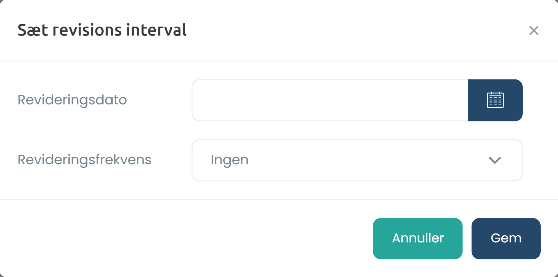 Sæt revisions interval
Revideringsdato
Revideringsfrekvens
Ingen
Annuller
Gem